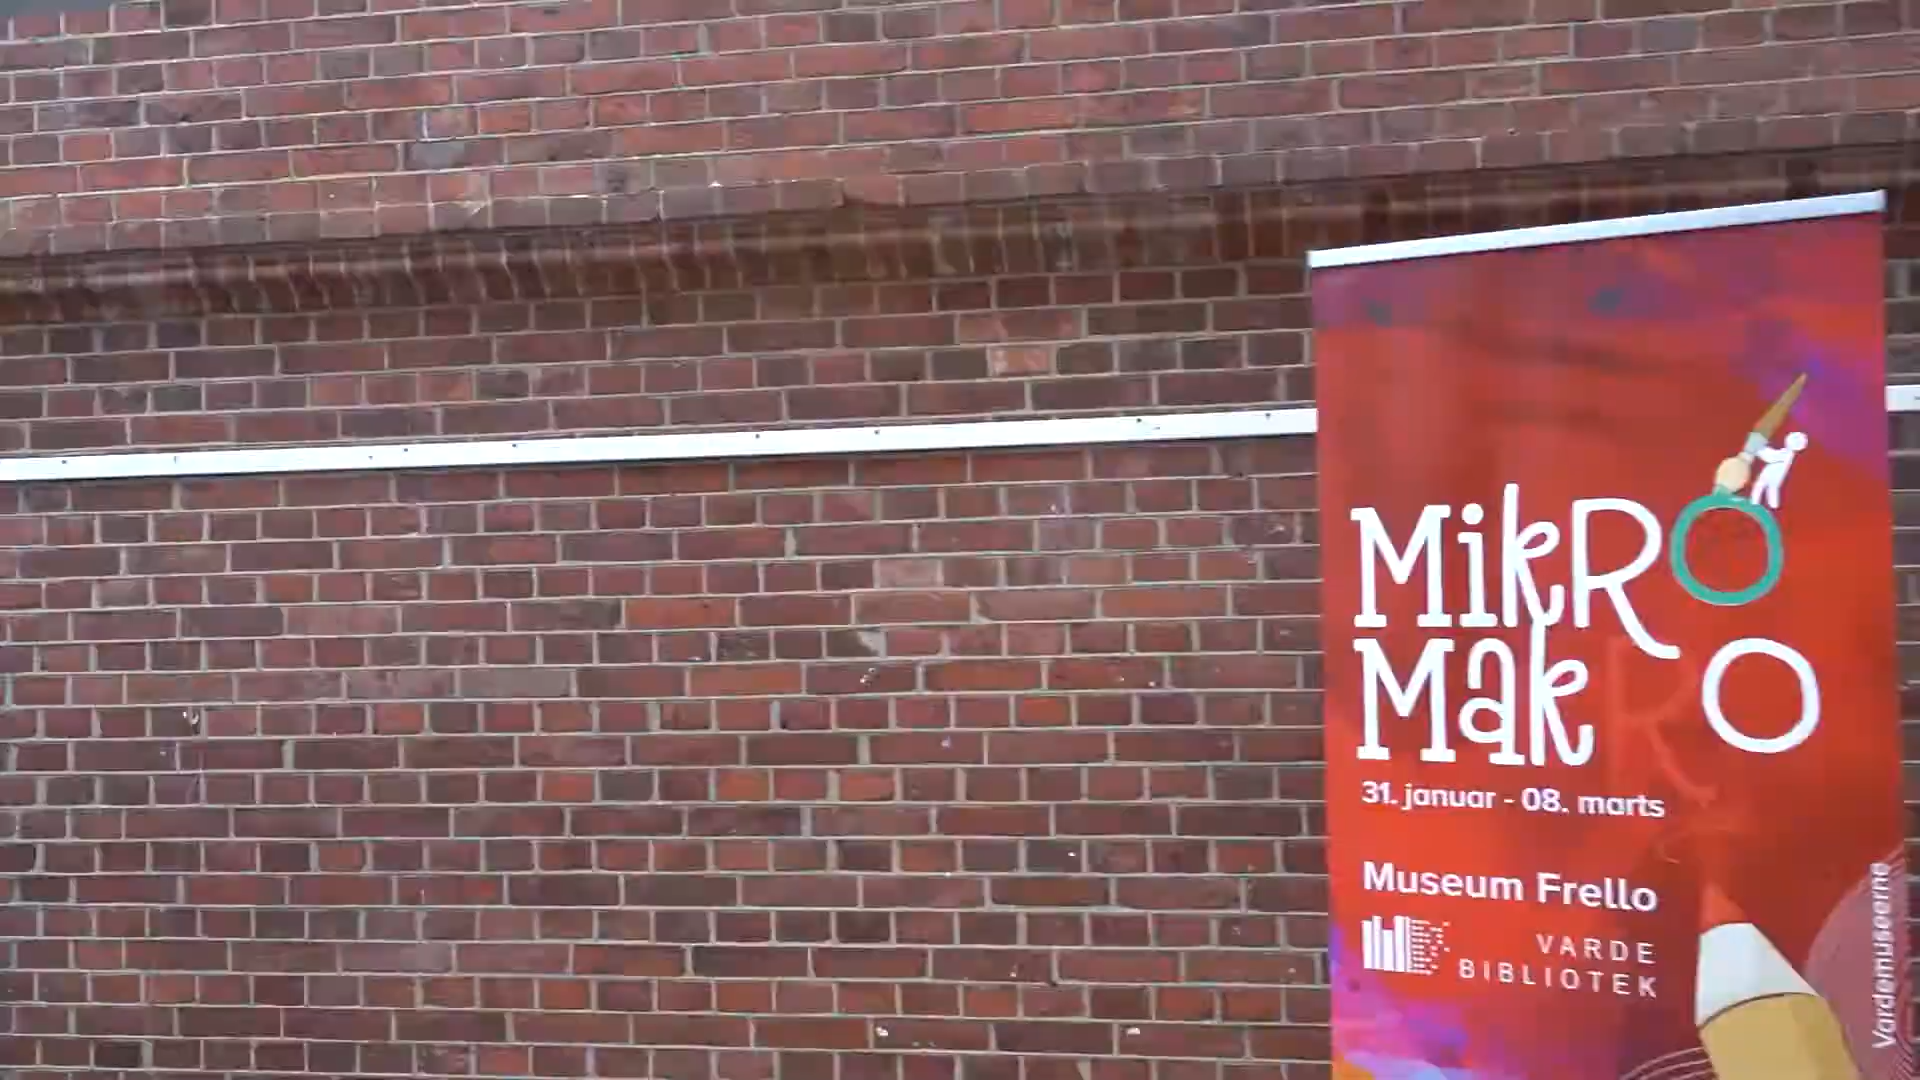 MikRO
MakRO
31. januar - 08. marts
Museum Frello
VARDE
BIBLIOTEK
Vardemuseerne